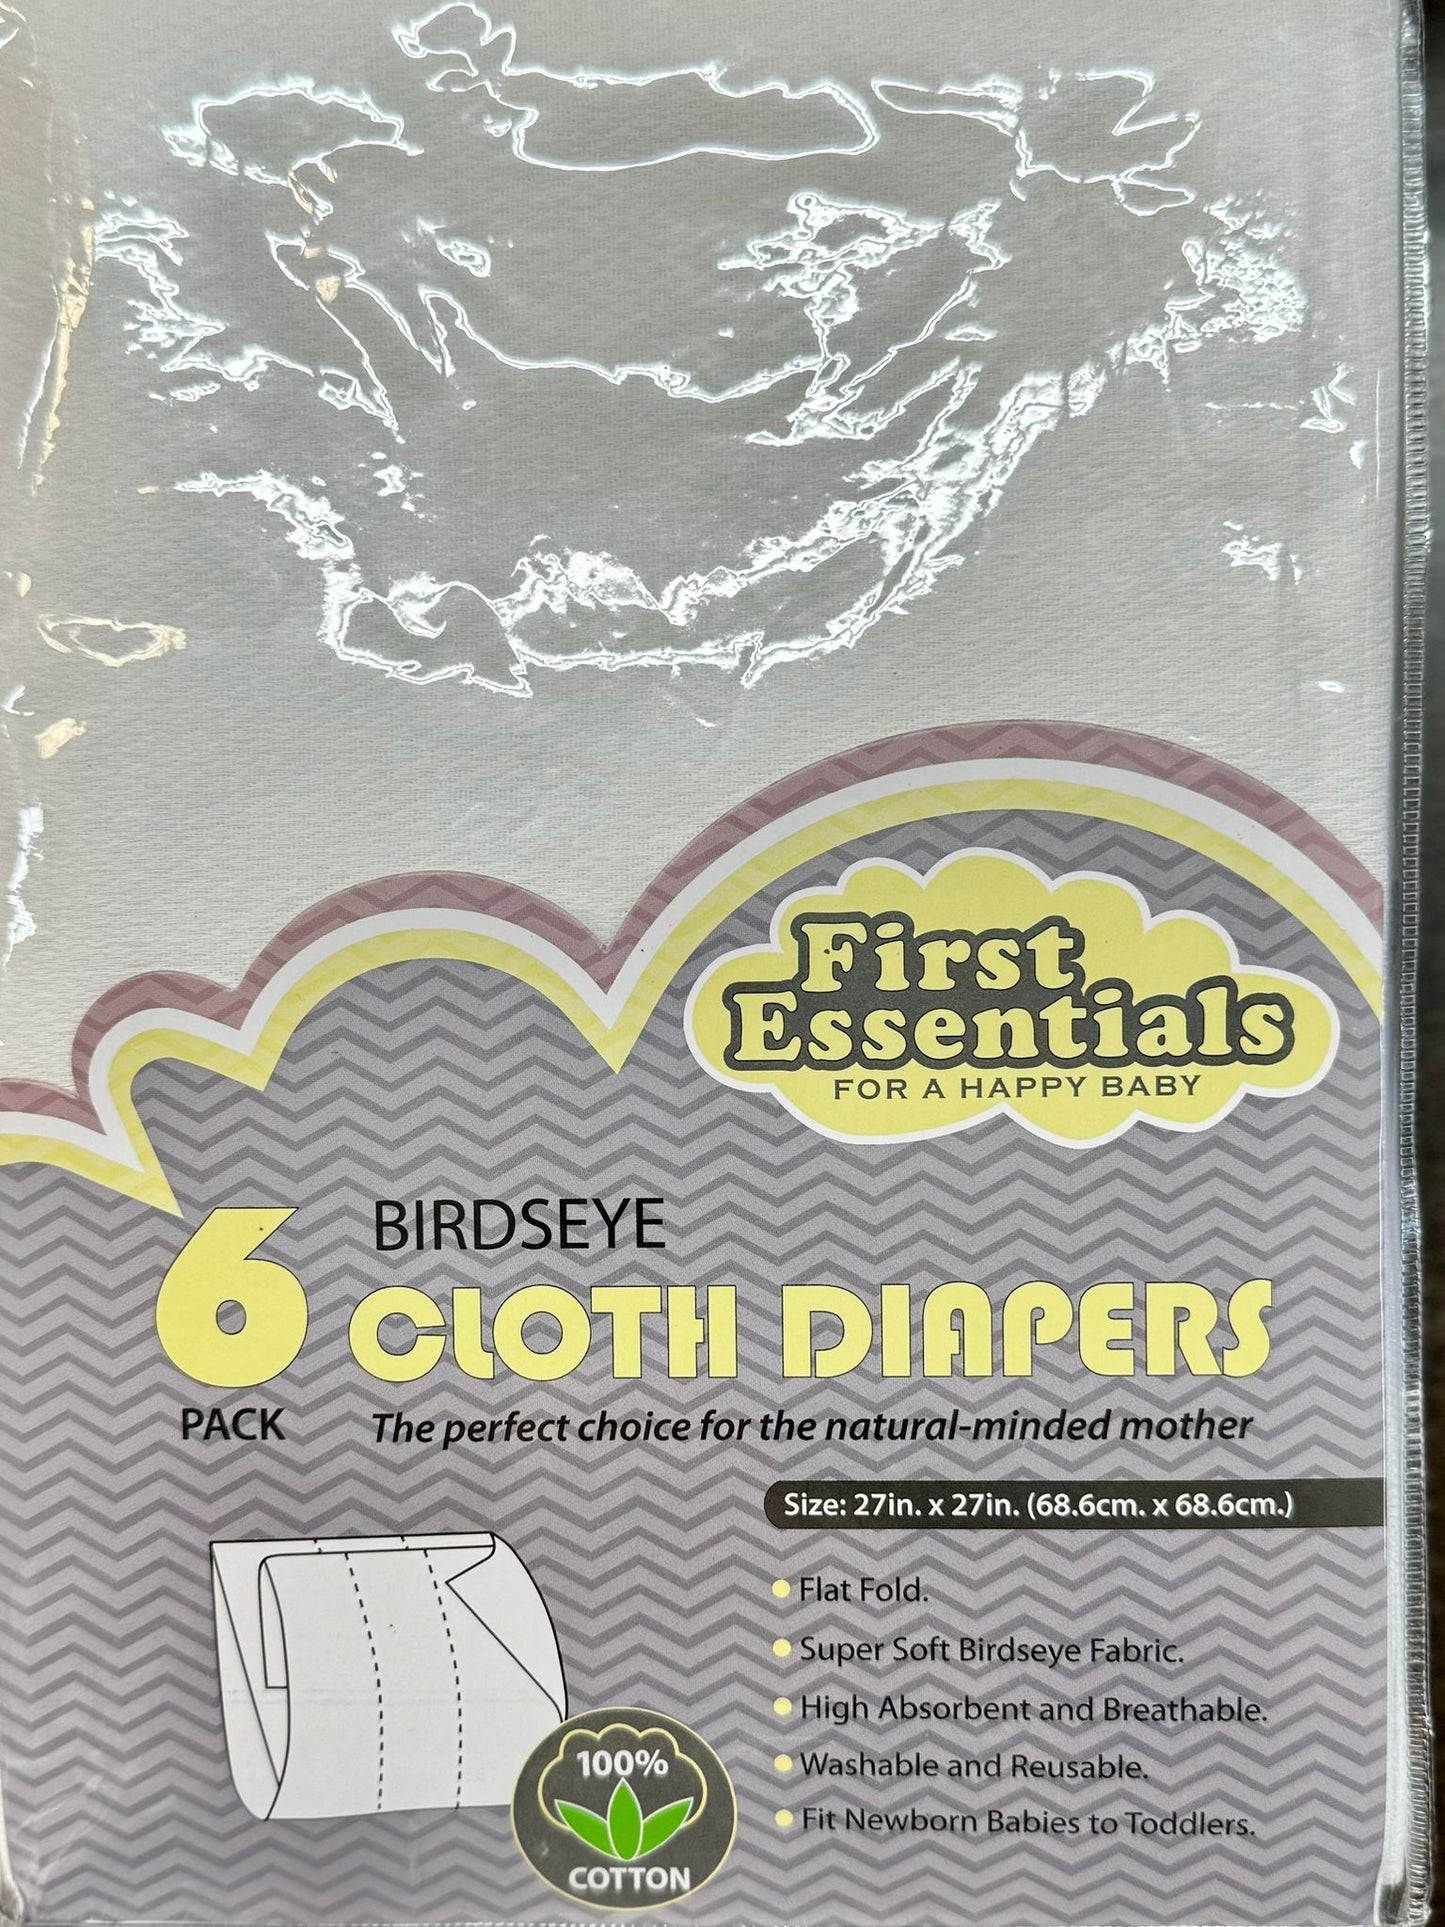 First
Essentials
FOR A HAPPY BABY
6
PACK
BIRDSEYE
CLOTH DIAPERS
The perfect choice for the natural-minded mother
Size: 27in. x 27in. (68.6cm. x 68.6cm.)
Flat Fold.
Super Soft Birdseye Fabric.
High Absorbent and Breathable.
Washable and Reusable.
Fit Newborn Babies to Toddlers.
100%
COTTON